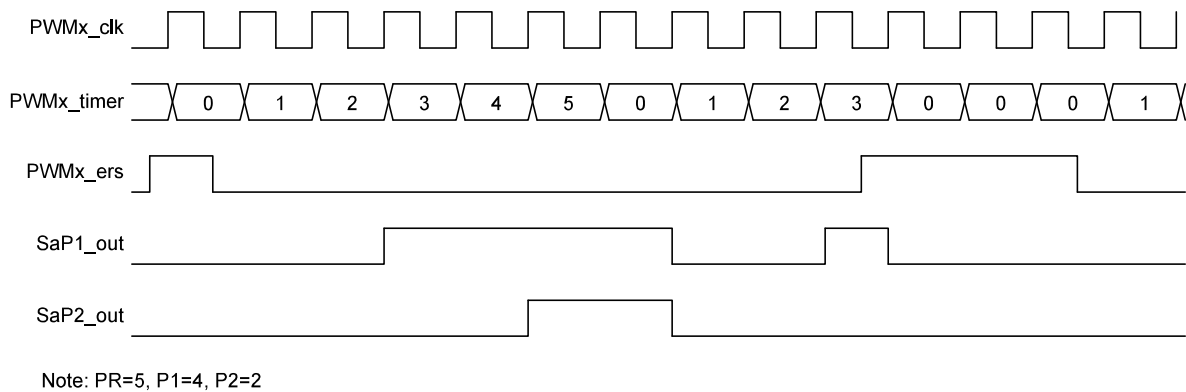 PWMx_clk
PWMx_timer 0 1 2 3 4 5 0 1 2 3 0 0 0 1
PWMx_ers
SaP1_out
SaP2_out
Note: PR=5, P1=4, P2=2